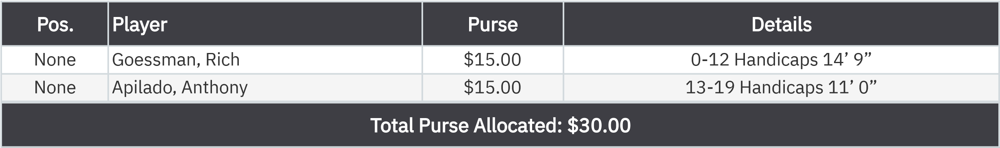 Pos. Player Purse Details
None Goessman, Rich $15.00 0-12 Handicaps 14’ 9”
None Apilado, Anthony $15.00 13-19 Handicaps 11’ 0”
Total Purse Allocated: $30.00